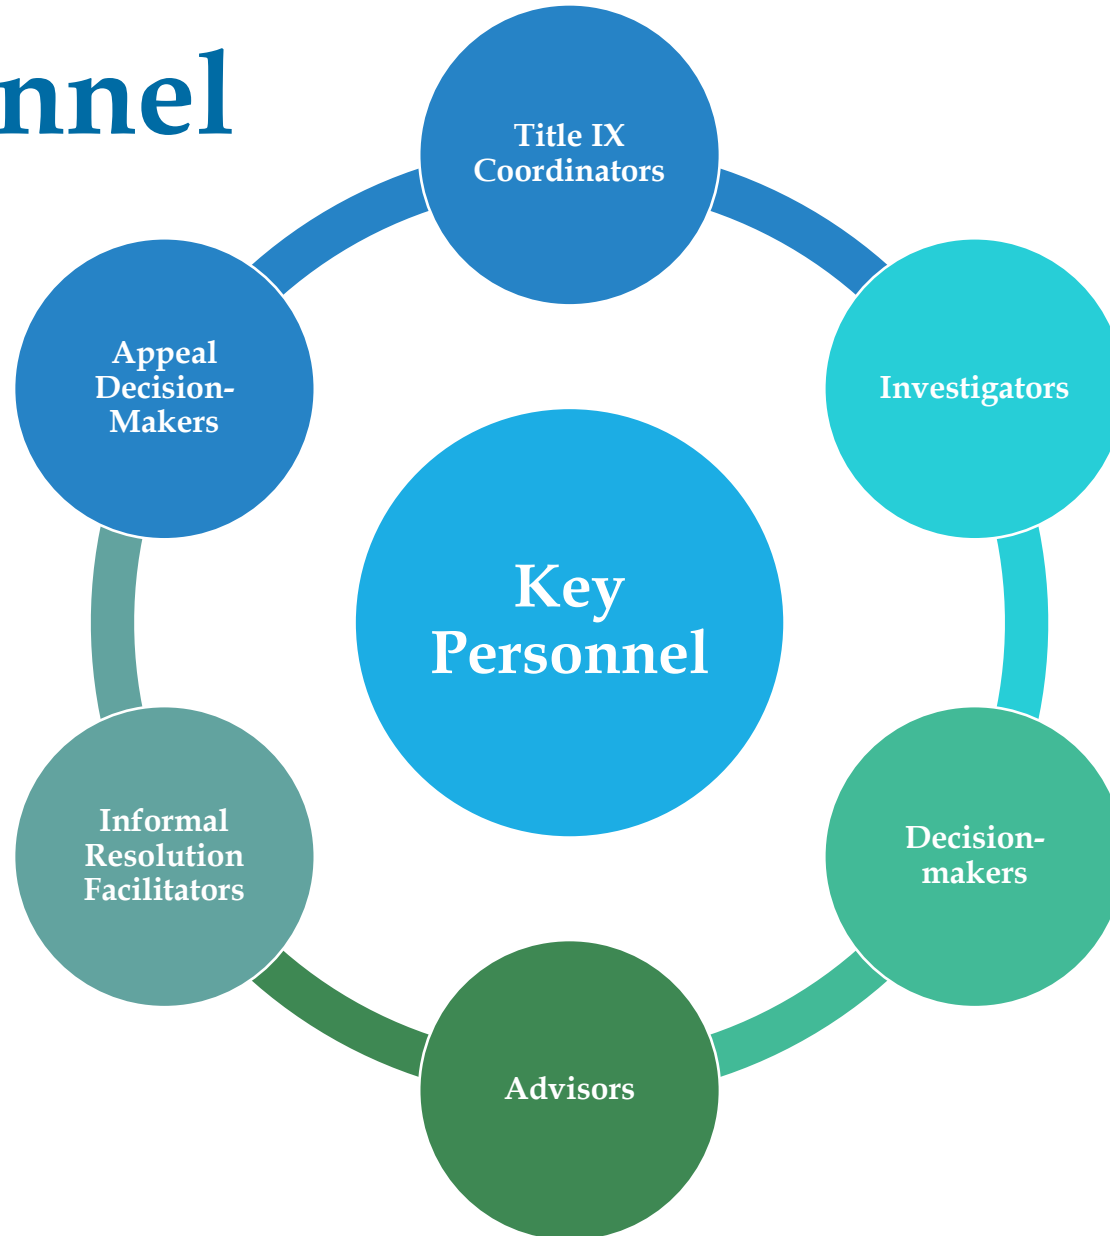 nnel
Title IX
Coordinators
Investigators
Decision-
makers
Advisors
Informal
Resolution
Facilitators
Appeal
Decision-
Makers
Key
Personnel